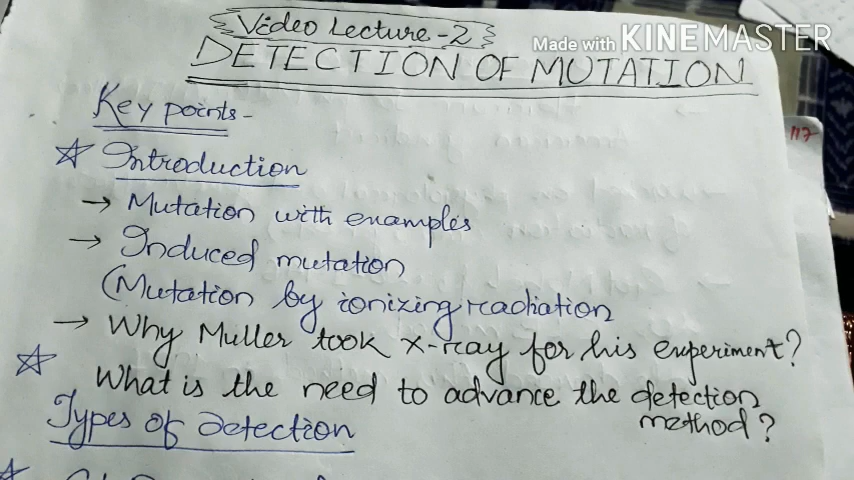 Video Lecture-2
Made with KINEMASTER
DETECTION OF MUTATION
Key points-
117
☆ Introduction
→ Mutation with examples
→ Induced mutation
(Mutation by ionizing radiation
→ Why Muller took x-ray for his experiment?
☆ What is the need to advance the detection
method?
Types of Detection
☆